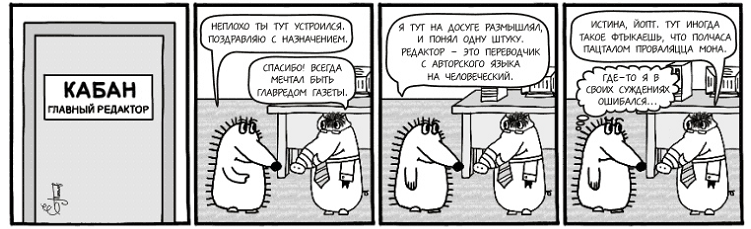 КАБАН
ГЛАВНЫЙ РЕДАКТОР
НЕПЛОХО ТЫ ТУТ УСТРОИЛСЯ.
ПОЗДРАВЛЯЮ С НАЗНАЧЕНИЕМ.
СПАСИБО! ВСЕГДА
МЕЧТАЛ БЫТЬ
ГЛАВРЕДОМ ГАЗЕТЫ.
Я ТУТ НА ДОСУГЕ РАЗМЫШЛЯЛ,
И ПОНЯЛ ОДНУ ШТУКУ.
РЕДАКТОР - ЭТО ПЕРЕВОДЧИК
С АВТОРСКОГО ЯЗЫКА
НА ЧЕЛОВЕЧЕСКИЙ.
ИСТИНА, ЙОПТ. ТУТ ИНОГДА
ТАКОЕ ФТЫКАЕШЬ, ЧТО ПОЛЧАСА
ПАЦТАЛОМ ПРОВАЛЯЦЦА МОНА.
ГДЕ-ТО Я В
СВОИХ СУЖДЕНИЯХ
ОШИБАЛСЯ...